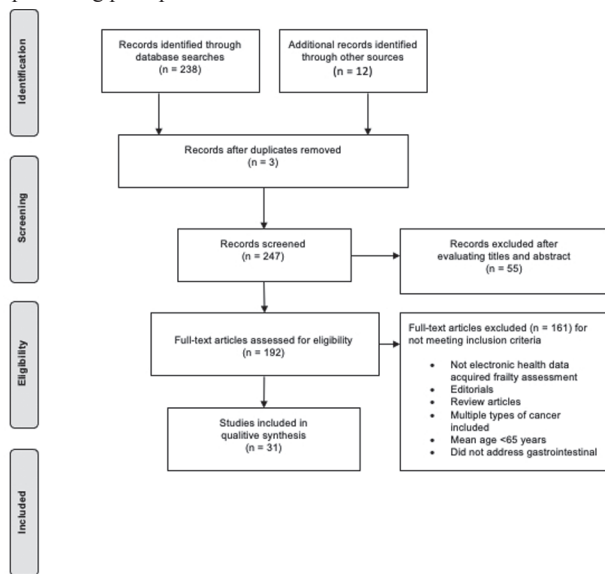 Identification
Records identified through
database searches
(n = 238)
Additional records identified
through other sources
(n = 12)
Records after duplicates removed
(n = 3)
Screening
Records screened
(n = 247)
Records excluded after
evaluating titles and abstract
(n = 55)
Eligibility
Full-text articles assessed for eligibility
(n = 192)
Full-text articles excluded (n = 161) for
not meeting inclusion criteria
• Not electronic health data
acquired frailty assessment
• Editorials
• Review articles
• Multiple types of cancer
included
• Mean age <65 years
• Did not address gastrointestinal
Studies included in
qualitive synthesis
(n = 31)
Included